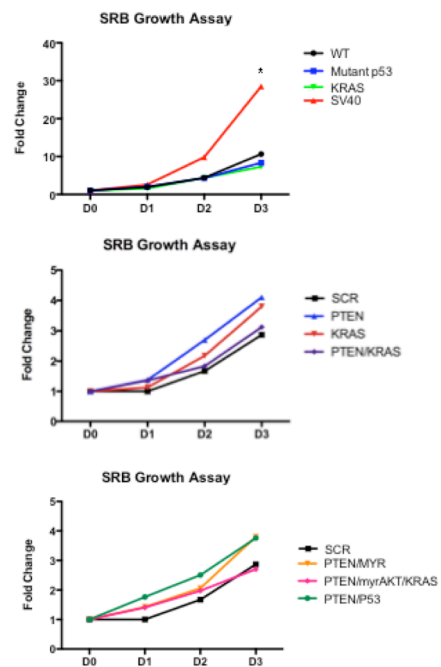 SRB Growth Assay
Fold Change
40
30
20
10
0
D0 D1 D2 D3
*
WT
Mutant p53
KRAS
SV40
SRB Growth Assay
Fold Change
5
4
3
2
1
0
D0 D1 D2 D3
SCR
PTEN
KRAS
PTEN/KRAS
SRB Growth Assay
Fold Change
5
4
3
2
1
0
D0 D1 D2 D3
SCR
PTEN/MYR
PTEN/myrAKT/KRAS
PTEN/P53